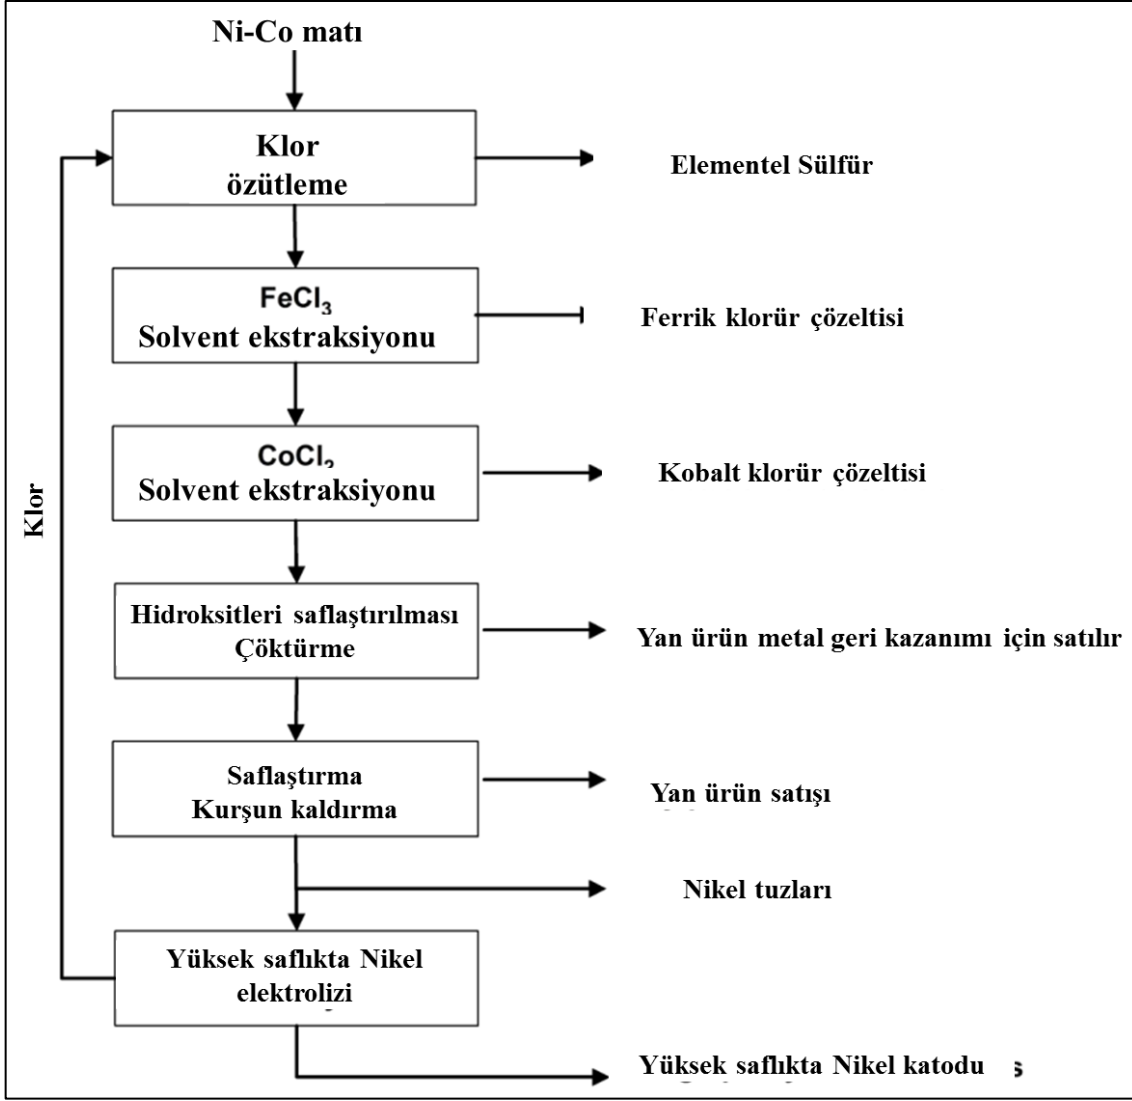 Ni-Co matı
Klor
özütleme
Elementel Sülfür
FeCl₃
Solvent ekstraksiyonu
Ferrik klorür çözeltisi
CoCl₂
Solvent ekstraksiyonu
Kobalt klorür çözeltisi
Klor
Hidroksitleri saflaştırılması
Çöktürme
Yan ürün metal geri kazanımı için satılır
Saflaştırma
Kurşun kaldırma
Yan ürün satışı
Nikel tuzları
Yüksek saflıkta Nikel
elektrolizi
Yüksek saflıkta Nikel katodu s